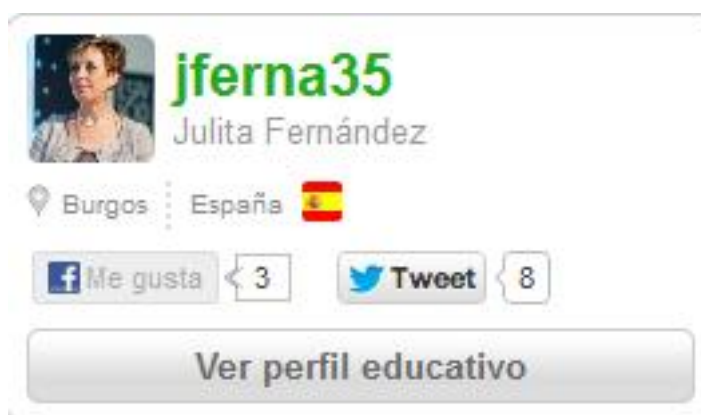 jferna35
Julita Fernández
Burgos España
Me gusta 3 Tweet 8
Ver perfil educativo